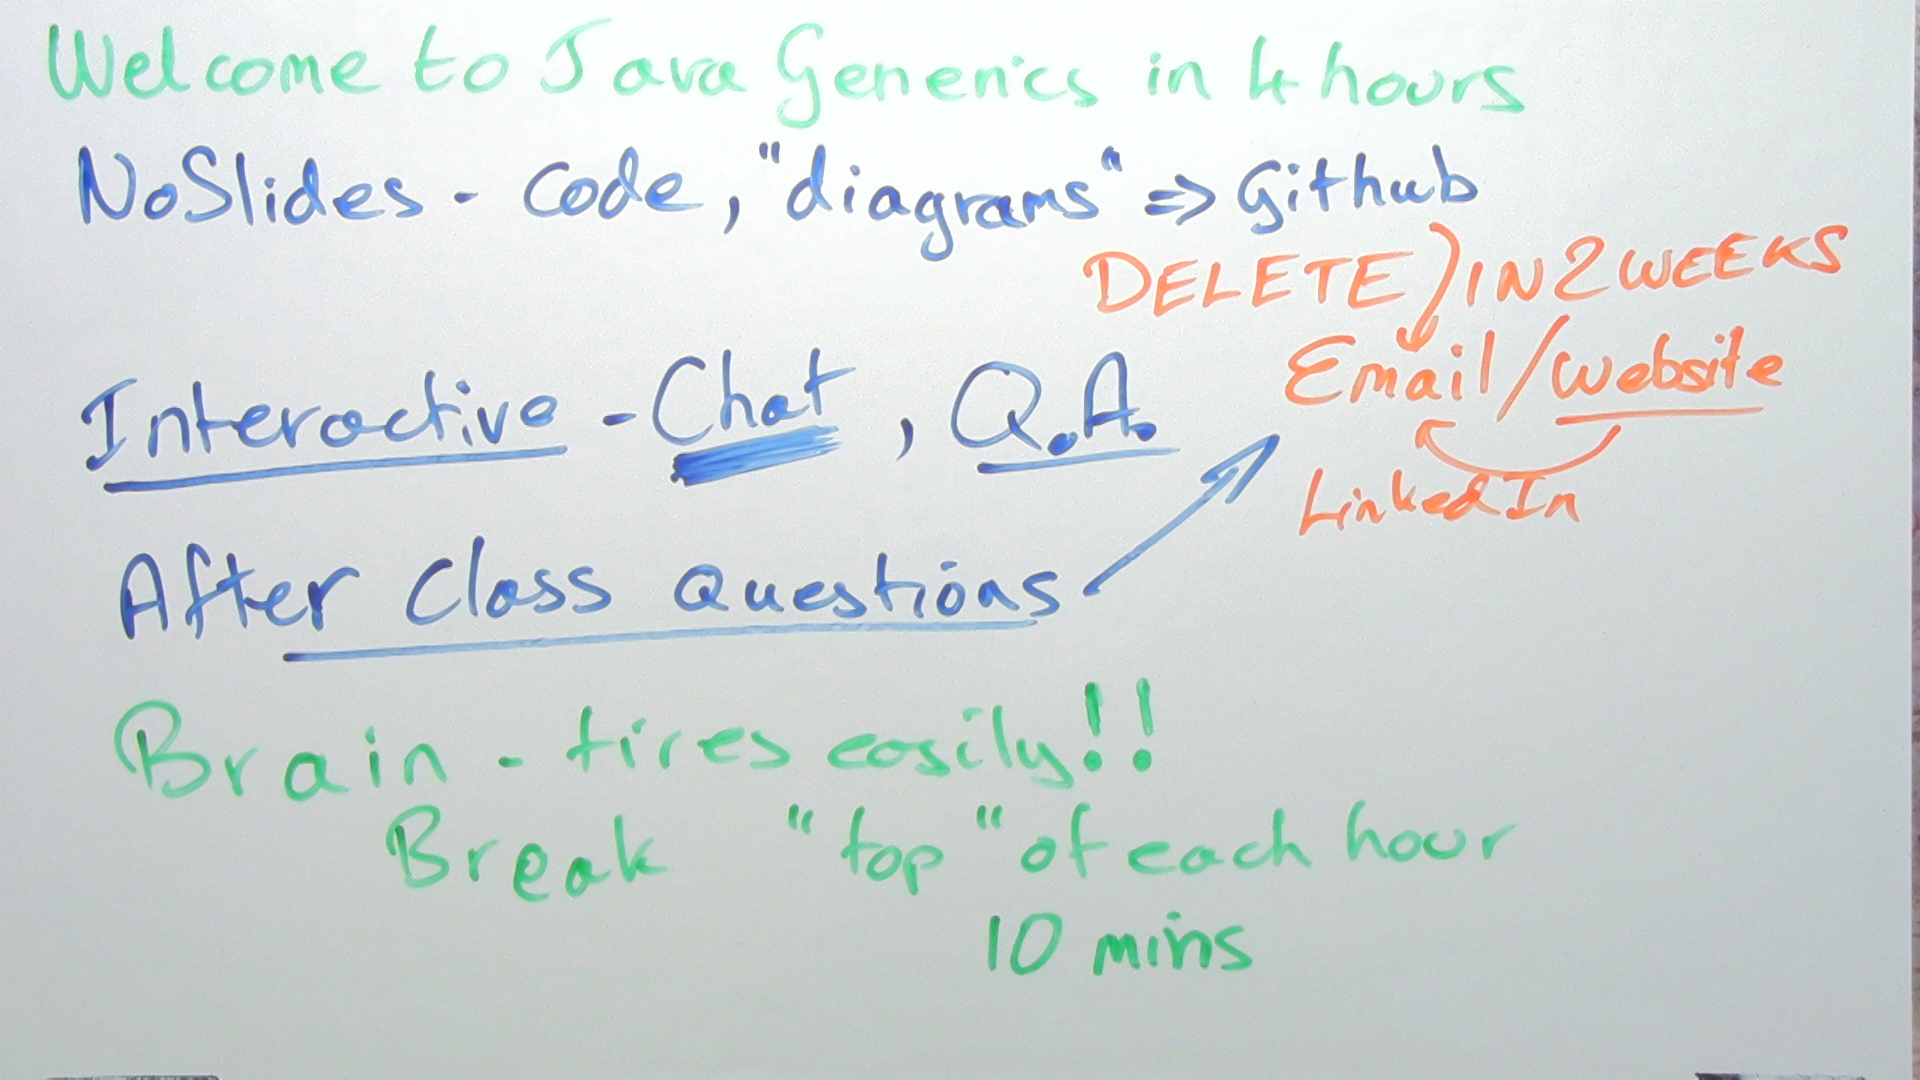 Welcome to Java Generics in 4 hours
NoSlides - Code, "diagrams" => Github
DELETE IN 2 WEEKS
Email/website
LinkedIn
Interactive - Chat, Q.A.
After Class Questions
Brain - tires easily!!
Break "top" of each hour
10 mins